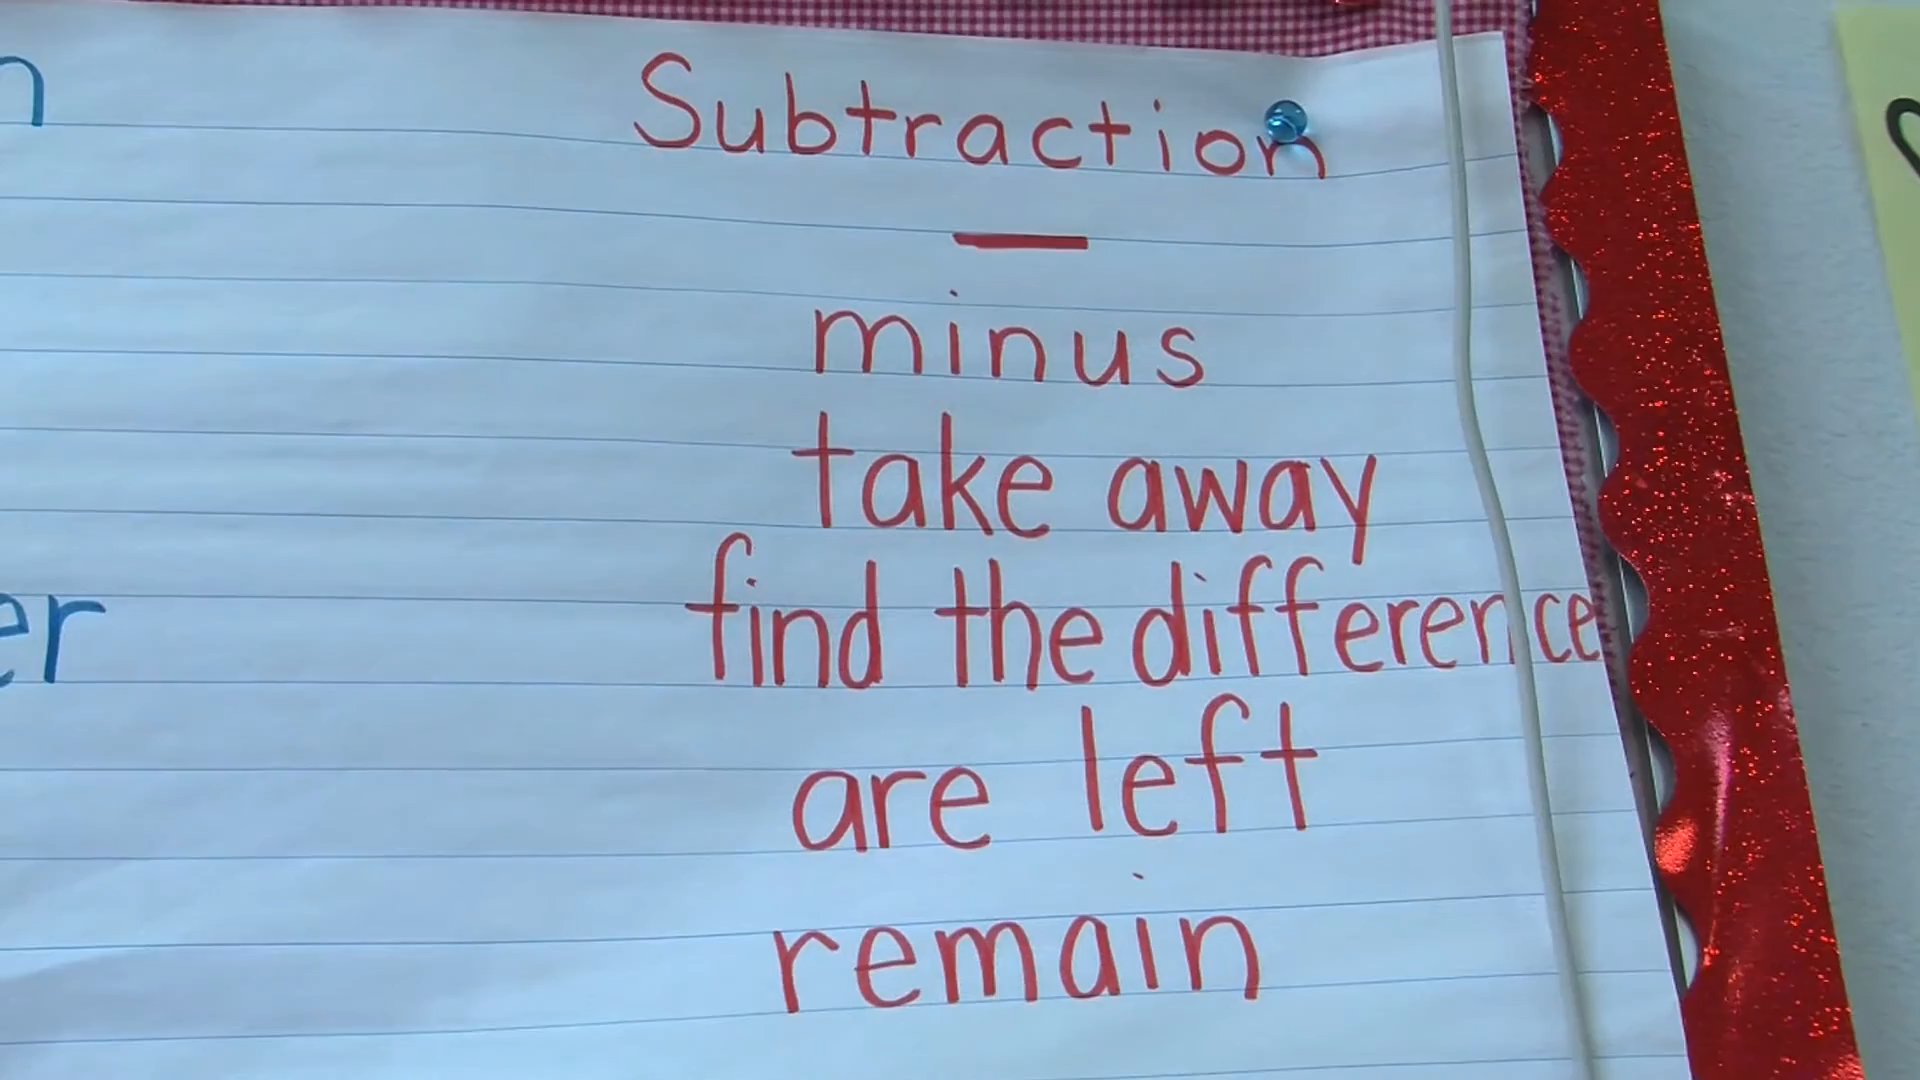 Subtraction
—
minus
take away
find the difference
are left
remain